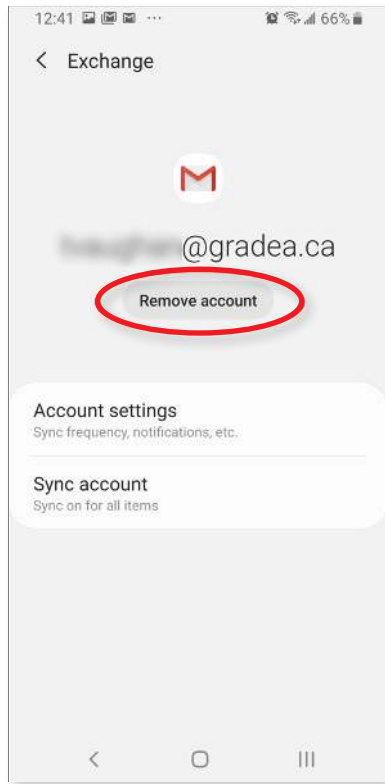 12:41 66%
Exchange
@gradea.ca
Remove account
Account settings
Sync frequency, notifications, etc.
Sync account
Sync on for all items